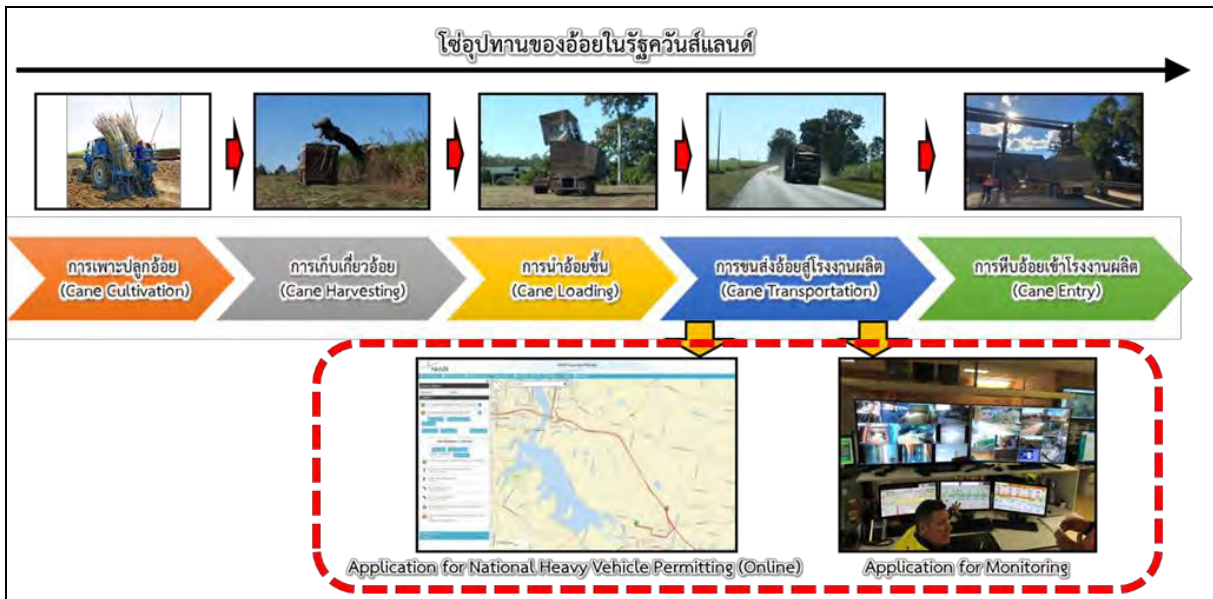 โซ่อุปทานของอ้อยในรัฐควันส์แลนด์
การเพาะปลูกอ้อย
(Cane Cultivation)
การเก็บเกี่ยวอ้อย
(Cane Harvesting)
การนำอ้อยขึ้น
(Cane Loading)
การขนส่งอ้อยสู่โรงงานผลิต
(Cane Transportation)
การหีบอ้อยเข้าโรงงานผลิต
(Cane Entry)
Application for National Heavy Vehicle Permitting (Online)
Application for Monitoring